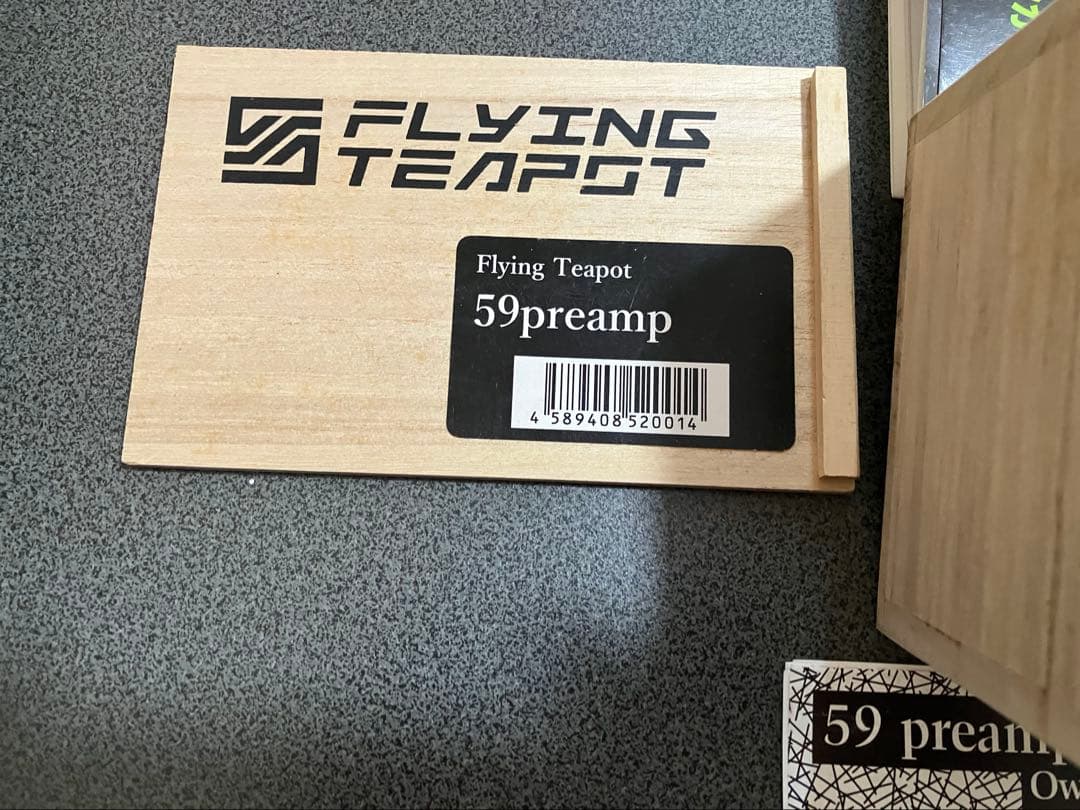 FLYING
TEAPOT
Flying Teapot
59preamp
4 589408 520014
59 pream
Ow